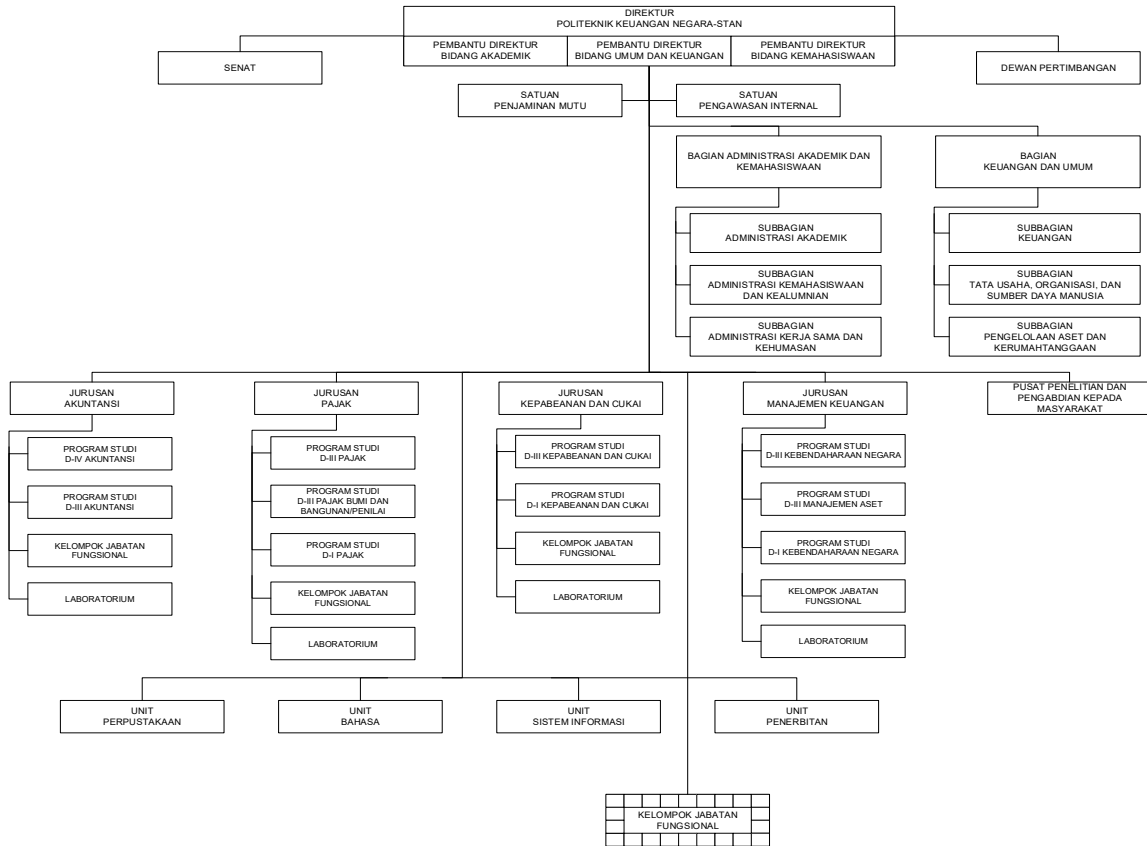 DIREKTUR
POLITEKNIK KEUANGAN NEGARA-STAN
PEMBANTU DIREKTUR
BIDANG AKADEMIK
PEMBANTU DIREKTUR
BIDANG UMUM DAN KEUANGAN
PEMBANTU DIREKTUR
BIDANG KEMAHASISWAAN
SENAT
DEWAN PERTIMBANGAN
SATUAN
PENJAMINAN MUTU
SATUAN
PENGAWASAN INTERNAL
BAGIAN ADMINISTRASI AKADEMIK DAN
KEMAHASISWAAN
BAGIAN
KEUANGAN DAN UMUM
SUBBAGIAN
ADMINISTRASI AKADEMIK
SUBBAGIAN
KEUANGAN
SUBBAGIAN
ADMINISTRASI KEMAHASISWAAN
DAN KEALUMNIAN
SUBBAGIAN
TATA USAHA, ORGANISASI, DAN
SUMBER DAYA MANUSIA
SUBBAGIAN
ADMINISTRASI KERJA SAMA DAN
KEHUMASAN
SUBBAGIAN
PENGELOLAAN ASET DAN
KERUMAHTANGGAAN
JURUSAN
AKUNTANSI
JURUSAN
PAJAK
JURUSAN
KEPABEANAN DAN CUKAI
JURUSAN
MANAJEMEN KEUANGAN
PUSAT PENELITIAN DAN
PENGABDIAN KEPADA
MASYARAKAT
PROGRAM STUDI
D-IV AKUNTANSI
PROGRAM STUDI
D-III AKUNTANSI
KELOMPOK JABATAN
FUNGSIONAL
LABORATORIUM
PROGRAM STUDI
D-III PAJAK
PROGRAM STUDI
D-III PAJAK BUMI DAN
BANGUNAN/PENILAI
PROGRAM STUDI
D-I PAJAK
KELOMPOK JABATAN
FUNGSIONAL
LABORATORIUM
PROGRAM STUDI
D-III KEPABEANAN DAN CUKAI
PROGRAM STUDI
D-I KEPABEANAN DAN CUKAI
KELOMPOK JABATAN
FUNGSIONAL
LABORATORIUM
PROGRAM STUDI
D-III KEBENDAHARAAN NEGARA
PROGRAM STUDI
D-III MANAJEMEN ASET
PROGRAM STUDI
D-I KEBENDAHARAAN NEGARA
KELOMPOK JABATAN
FUNGSIONAL
LABORATORIUM
UNIT
PERPUSTAKAAN
UNIT
BAHASA
UNIT
SISTEM INFORMASI
UNIT
PENERBITAN
KELOMPOK JABATAN
FUNGSIONAL